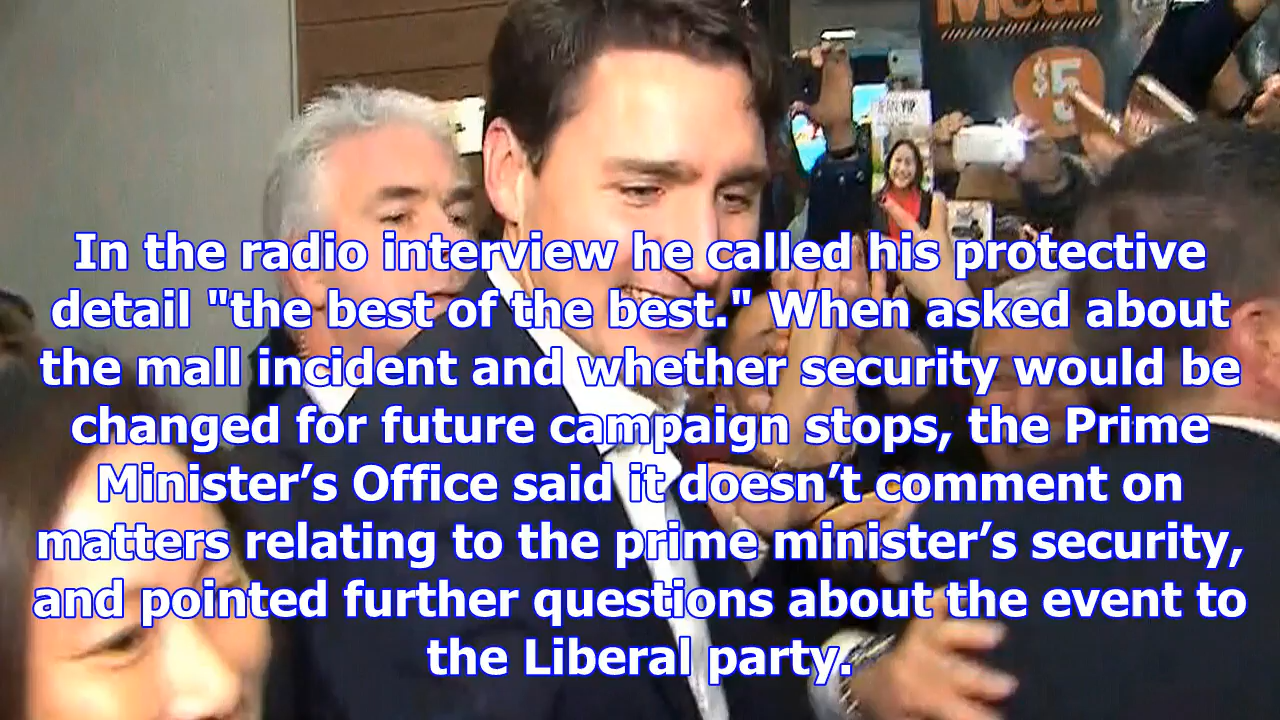 Meal
$5
JEAN YIP
In the radio interview he called his protective
detail "the best of the best." When asked about
the mall incident and whether security would be
changed for future campaign stops, the Prime
Minister’s Office said it doesn’t comment on
matters relating to the prime minister’s security,
and pointed further questions about the event to
the Liberal party.